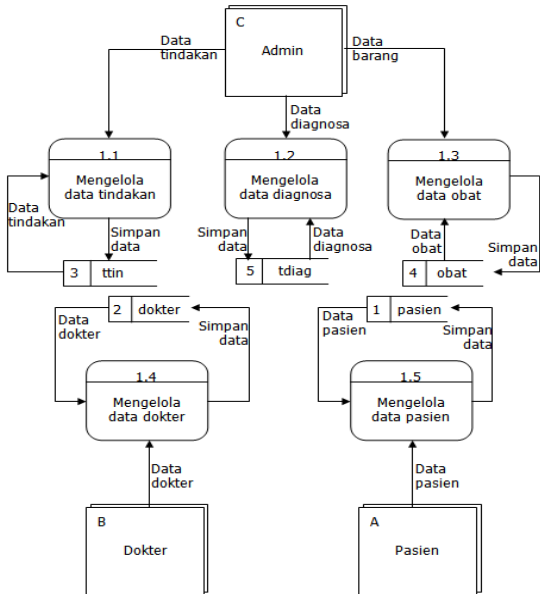 C
Admin
Data
tindakan
Data
barang
Data
diagnosa
1.1
Mengelola
data tindakan
1.2
Mengelola
data diagnosa
1.3
Mengelola
data obat
Data
tindakan
Simpan
data
Simpan
data
Data
diagnosa
Data
obat
Simpan
data
3 ttin
5 tdiag
4 obat
2 dokter
1 pasien
Data
dokter
Simpan
data
Data
pasien
Simpan
data
1.4
Mengelola
data dokter
1.5
Mengelola
data pasien
Data
dokter
Data
pasien
B
Dokter
A
Pasien